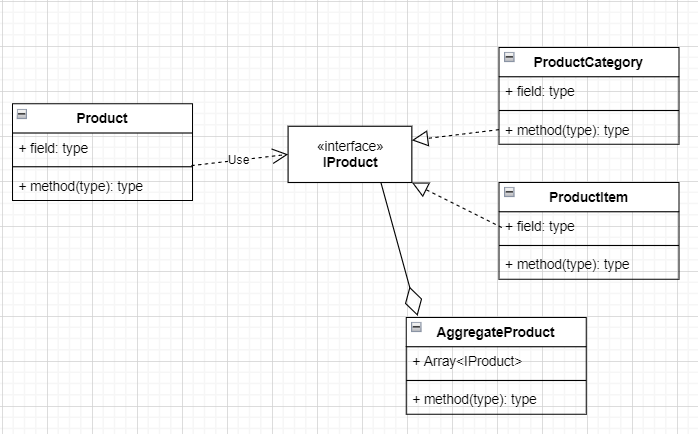 Product
+ field: type
+ method(type): type
Use
«interface»
IProduct
ProductCategory
+ field: type
+ method(type): type
ProductItem
+ field: type
+ method(type): type
AggregateProduct
+ Array<IProduct>
+ method(type): type